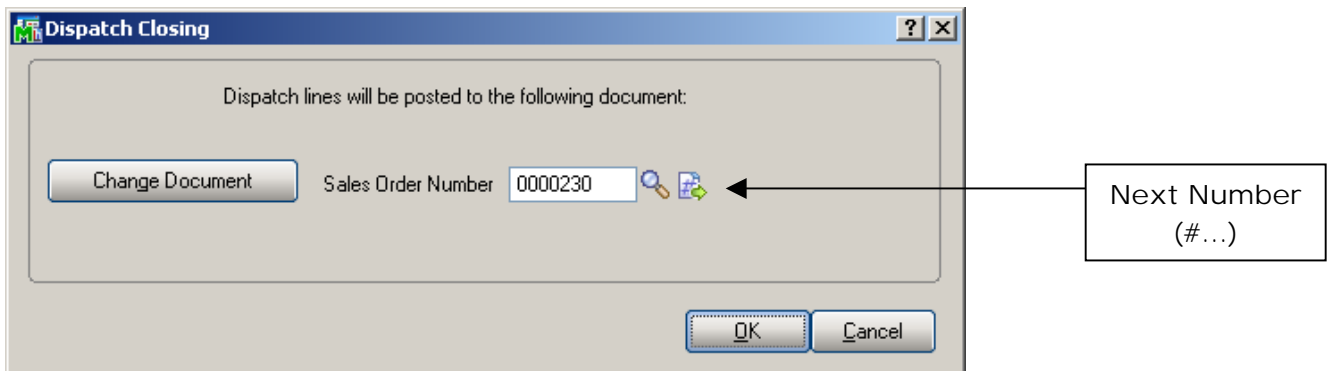 Dispatch Closing
Dispatch lines will be posted to the following document:
Change Document
Sales Order Number 0000230
Next Number
(#...)
OK
Cancel